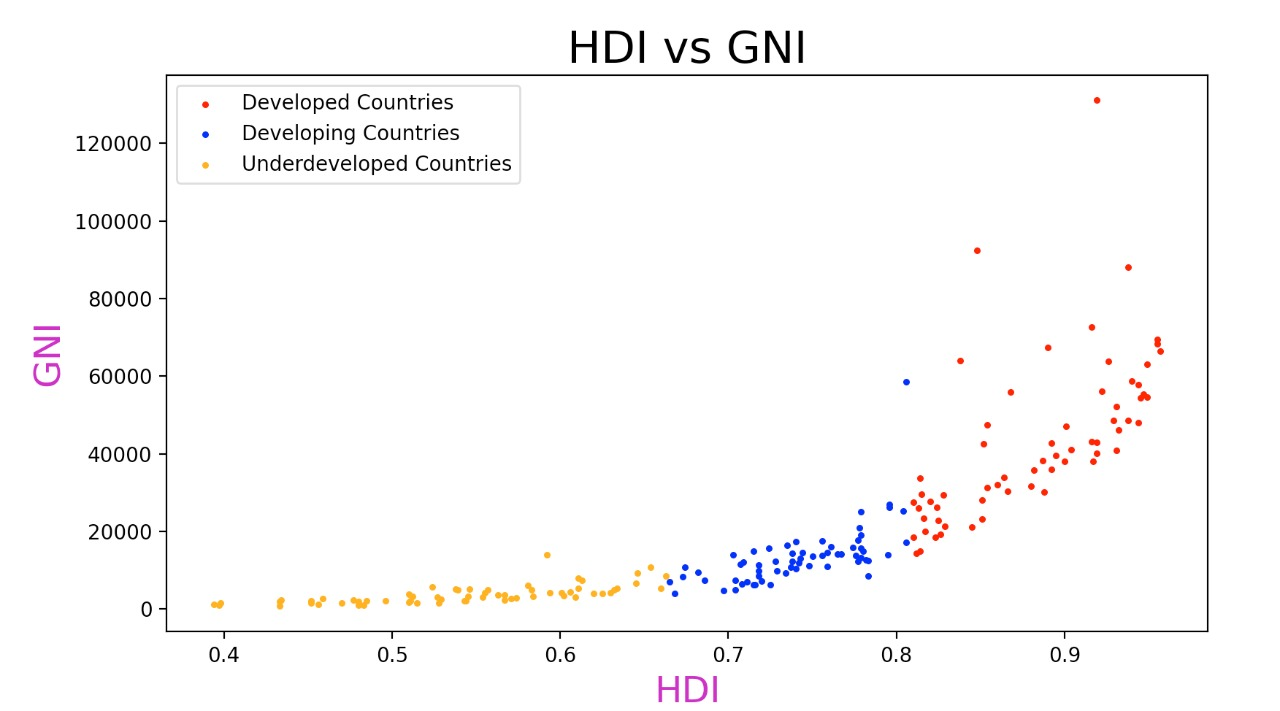 HDI vs GNI
Developed Countries
Developing Countries
Underdeveloped Countries
120000
100000
80000
60000
40000
20000
0
GNI
0.4 0.5 0.6 0.7 0.8 0.9
HDI